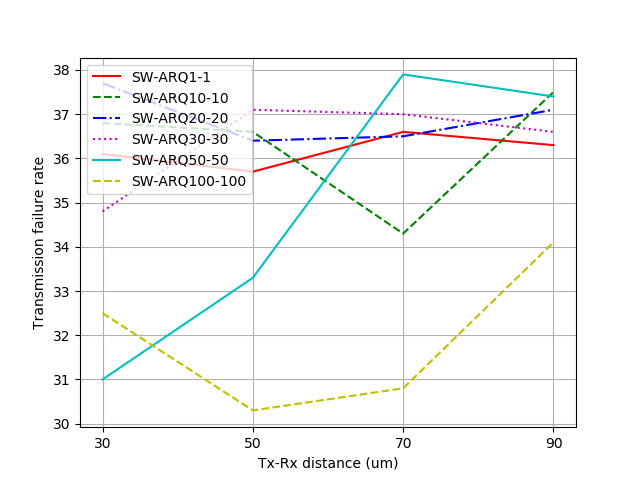 38
37
36
35
34
33
32
31
30
Transmission failure rate
SW-ARQ1-1
SW-ARQ10-10
SW-ARQ20-20
SW-ARQ30-30
SW-ARQ50-50
SW-ARQ100-100
30 50 70 90
Tx-Rx distance (um)